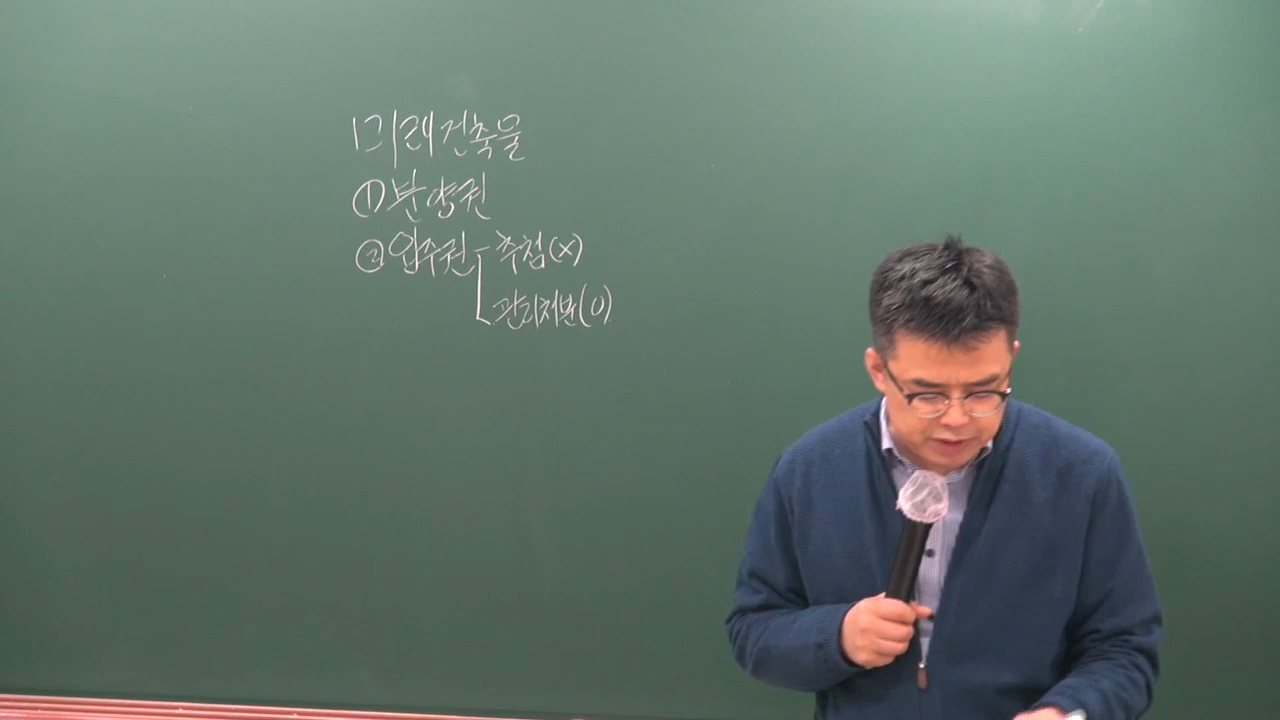 미래건축물
① 분양권
② 입주권 - 추첨(x)
관리처분(0)